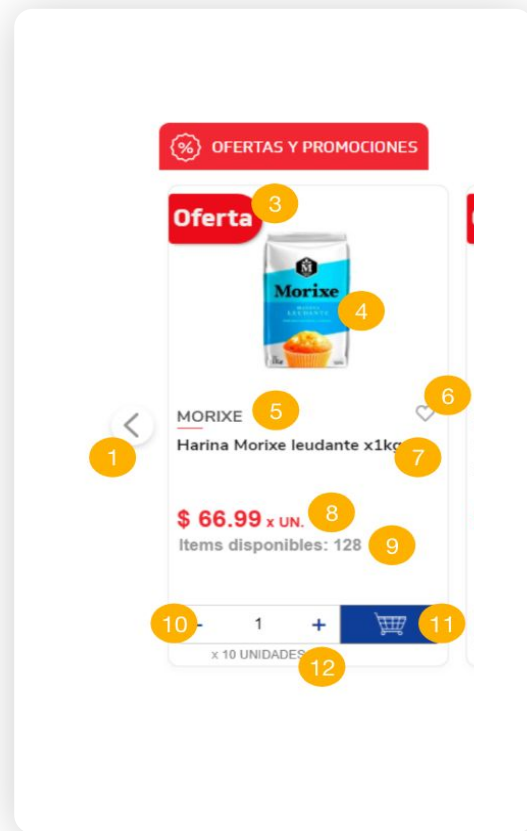 OFERTAS Y PROMOCIONES
Oferta
3
Morixe
4
LEUDANTE
MORIXE
5
6
1
Harina Morixe leudante x1kg
7
$ 66.99 x UN.
8
Items disponibles: 128
9
10
-
1
+
11
x 10 UNIDADES
12